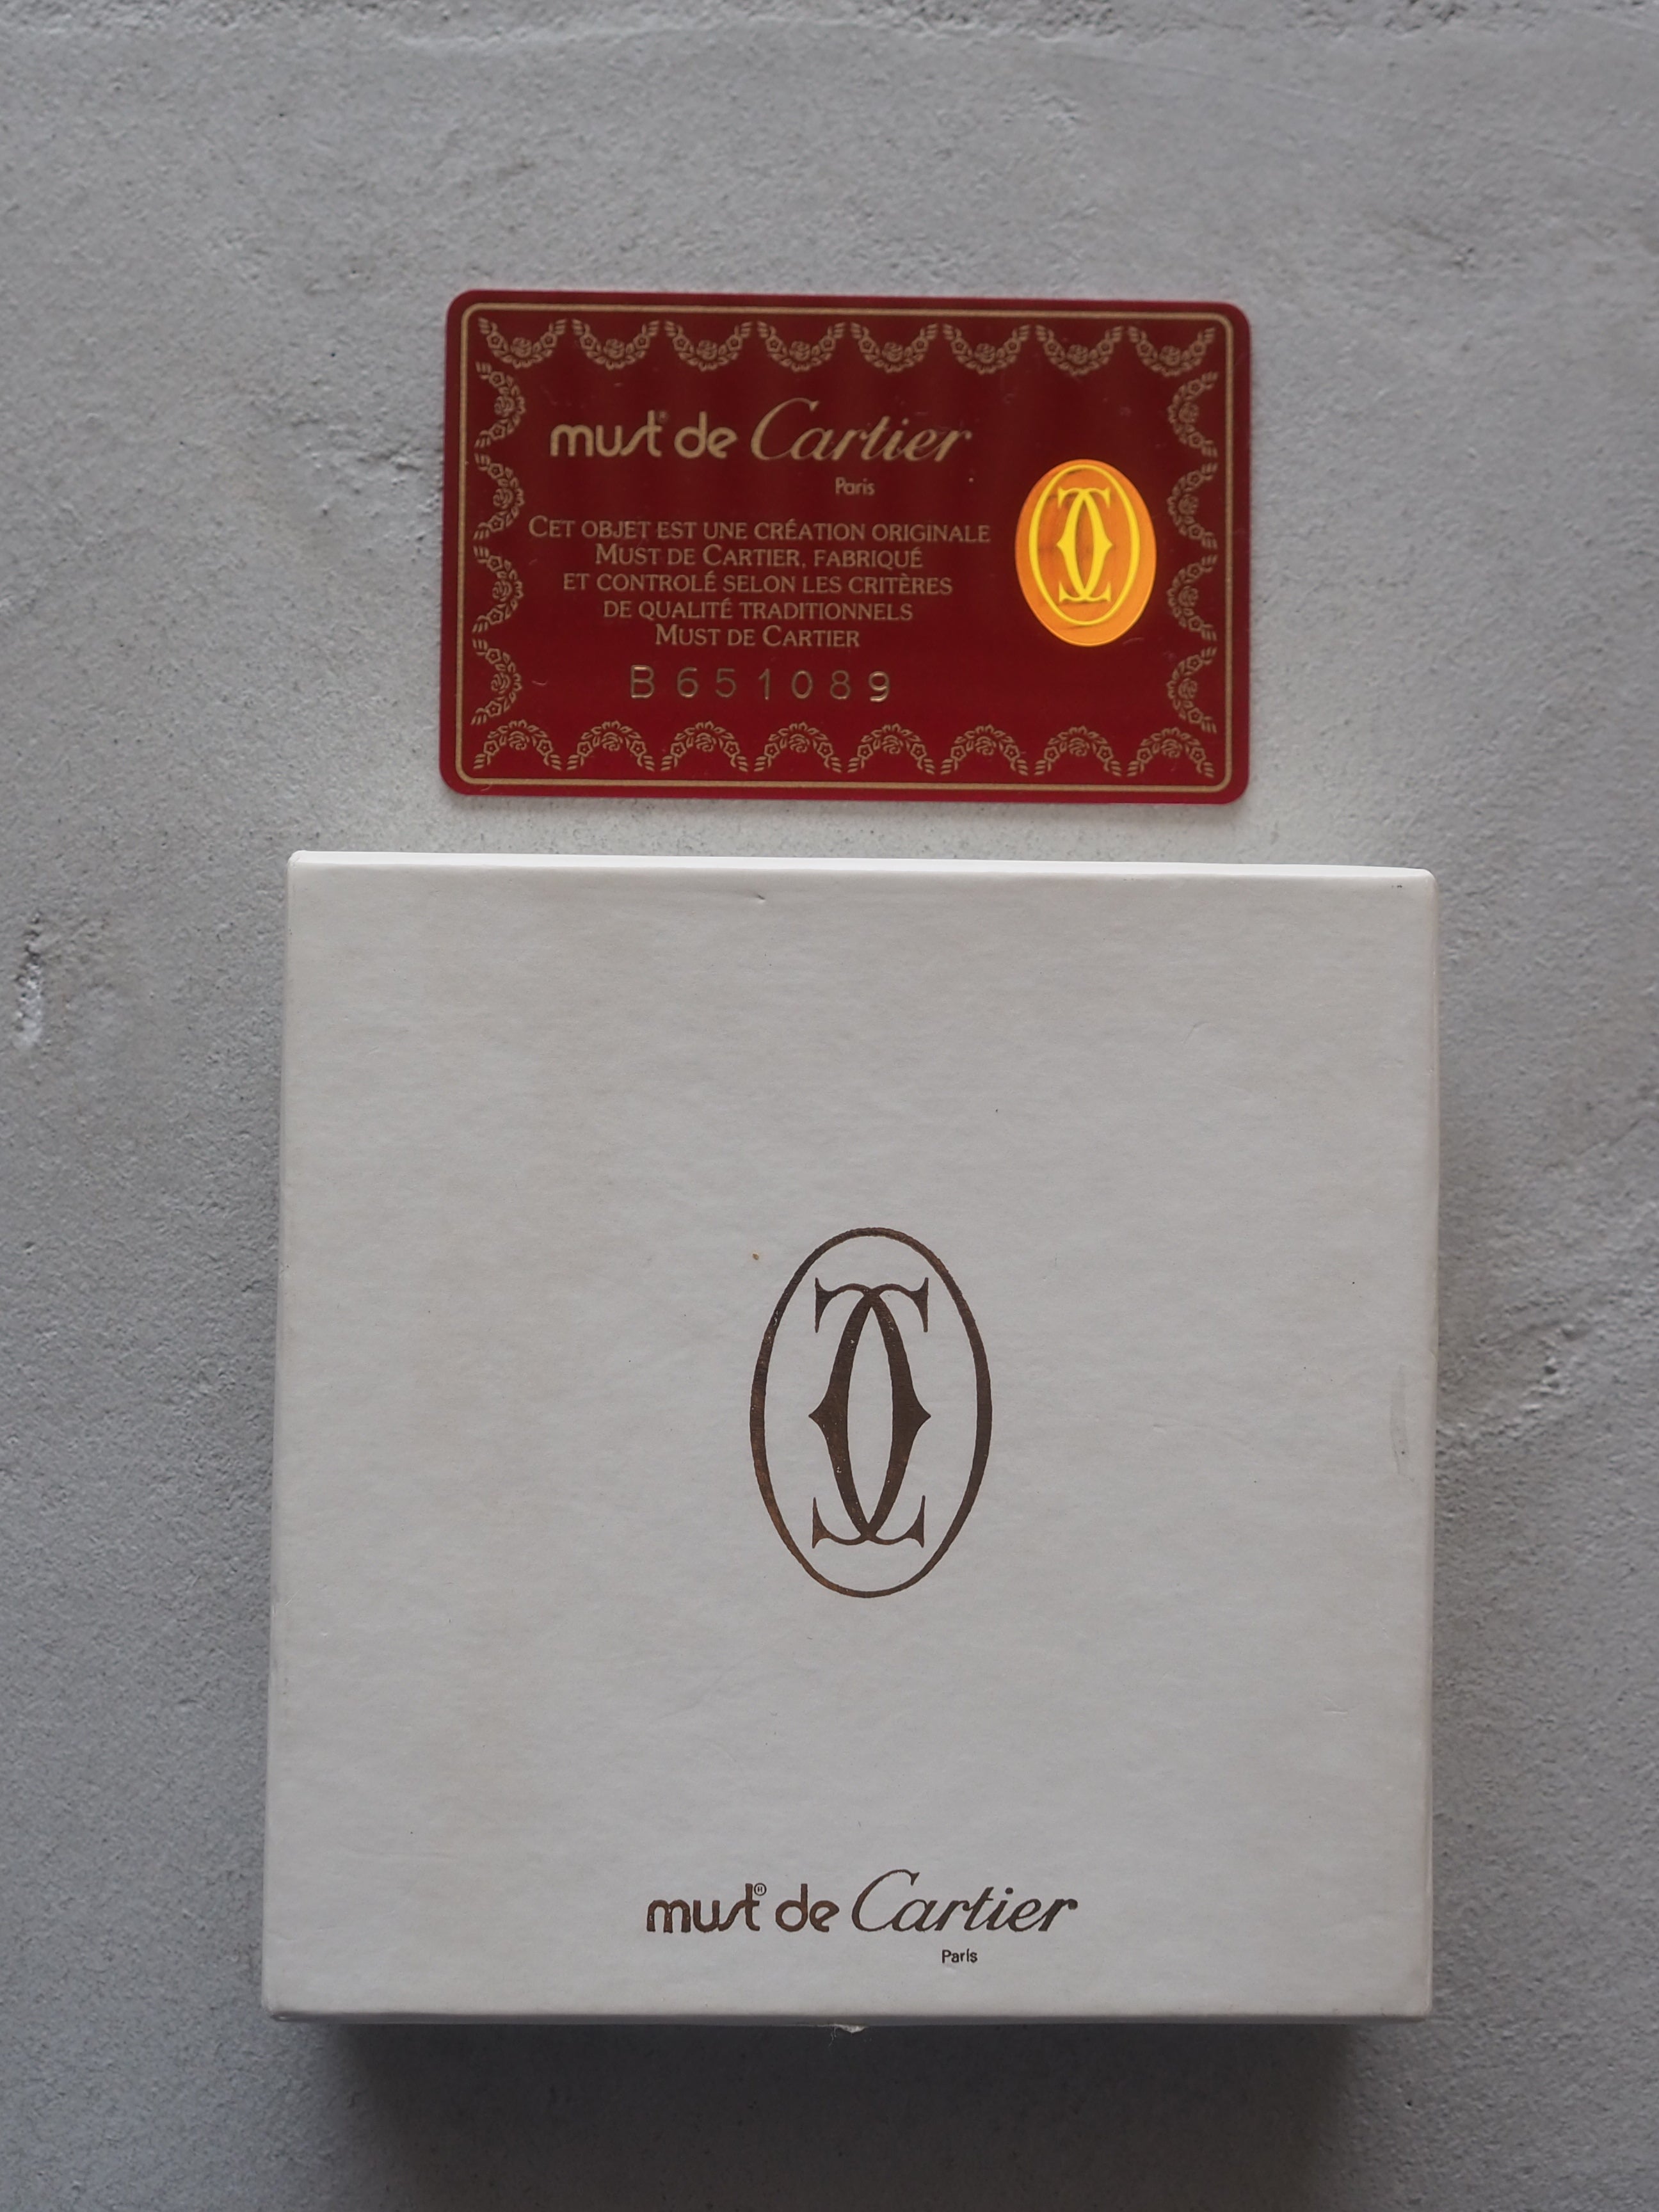 must® de Cartier
Paris
CET OBJET EST UNE CRÉATION ORIGINALE
MUST DE CARTIER, FABRIQUÉ
ET CONTROLÉ SELON LES CRITÈRES
DE QUALITÉ TRADITIONNELS
MUST DE CARTIER
B651089
must® de Cartier
Paris